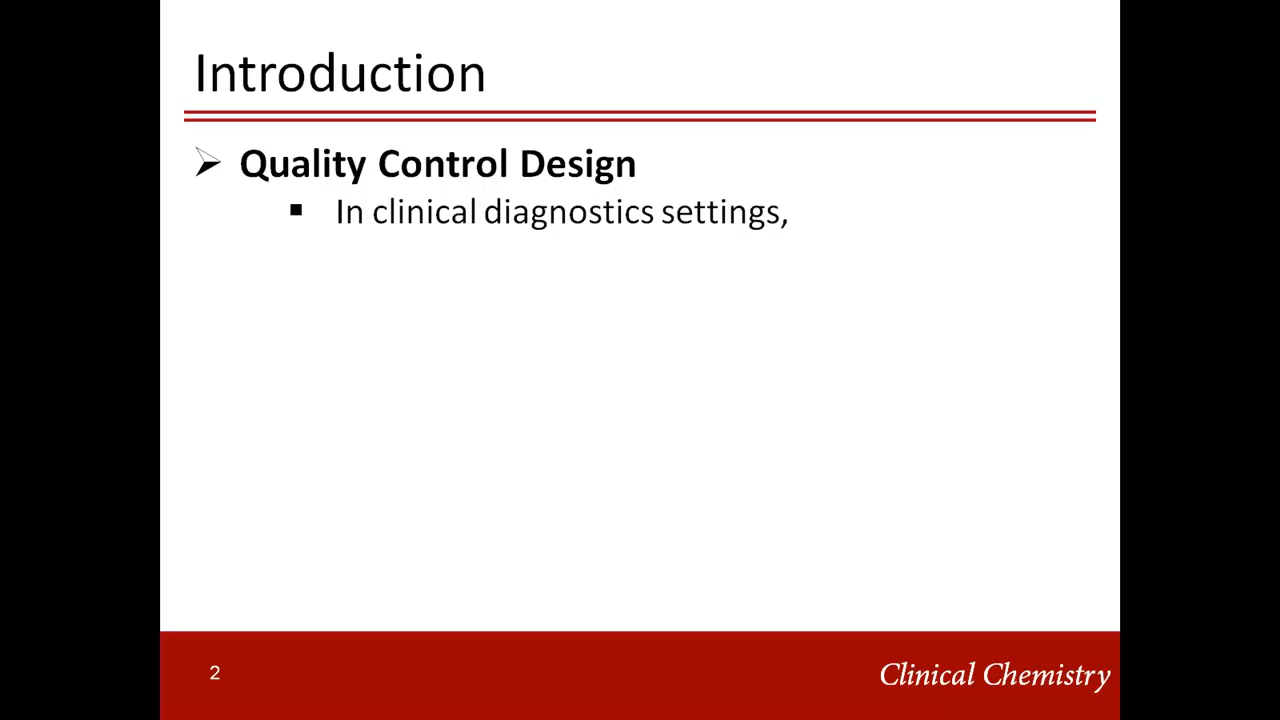 Introduction
Quality Control Design
In clinical diagnostics settings,
2
Clinical Chemistry